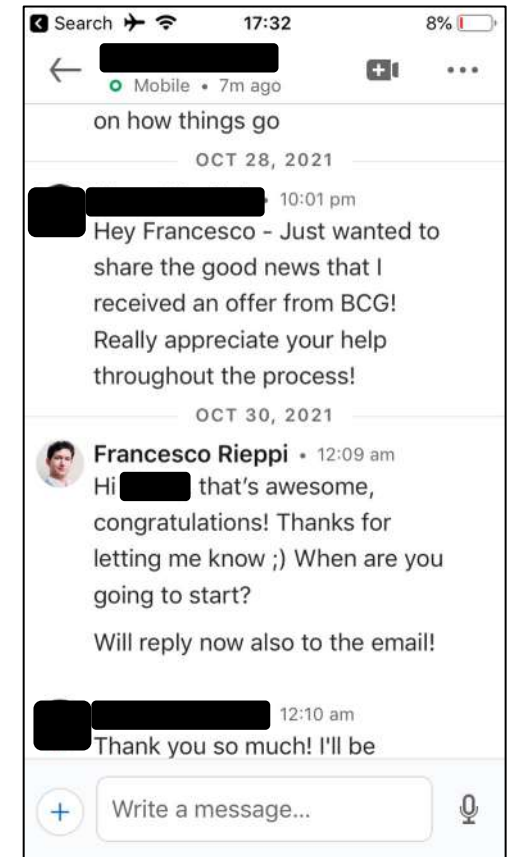 Search 17:32 8%
Mobile • 7m ago
on how things go
OCT 28, 2021
• 10:01 pm
Hey Francesco - Just wanted to
share the good news that I
received an offer from BCG!
Really appreciate your help
throughout the process!
OCT 30, 2021
Francesco Rieppi • 12:09 am
Hi that's awesome,
congratulations! Thanks for
letting me know ;) When are you
going to start?
Will reply now also to the email!
12:10 am
Thank you so much! I'll be
Write a message...